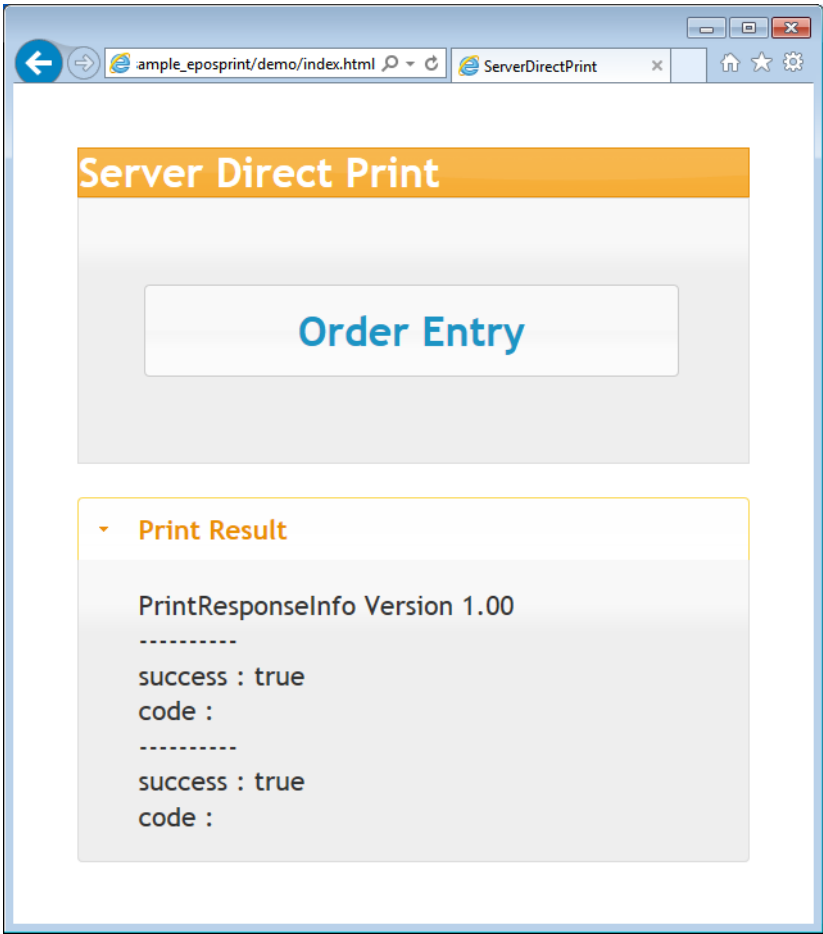 ample_eposprint/demo/index.html
ServerDirectPrint
Server Direct Print
Order Entry
Print Result
PrintResponseInfo Version 1.00
----------
success : true
code :
----------
success : true
code :